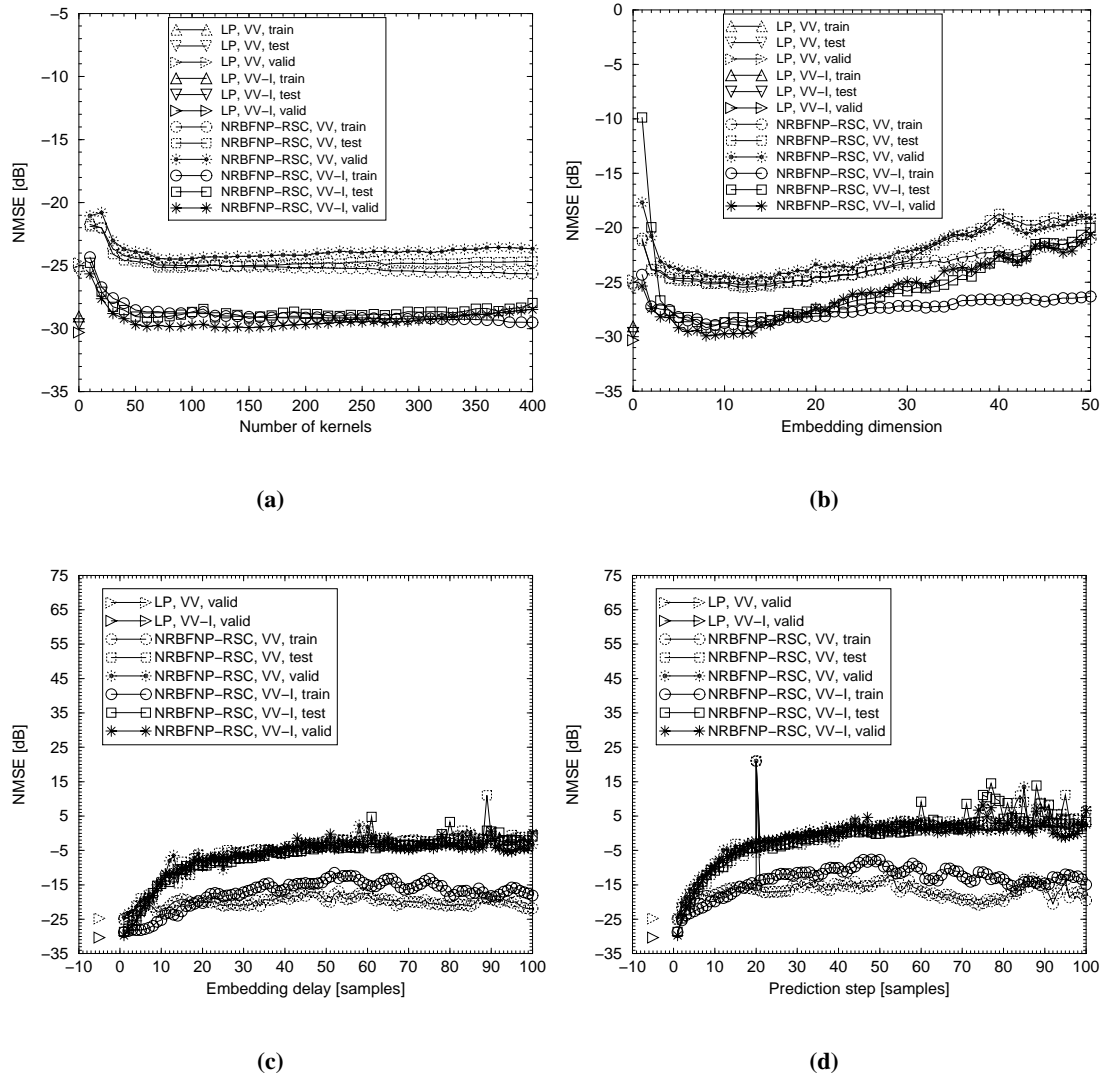 0
−5
−10
−15
−20
−25
−30
−35
NMSE [dB]
LP, VV, train
LP, VV, test
LP, VV, valid
LP, VV−I, train
LP, VV−I, test
LP, VV−I, valid
NRBFNP−RSC, VV, train
NRBFNP−RSC, VV, test
NRBFNP−RSC, VV, valid
NRBFNP−RSC, VV−I, train
NRBFNP−RSC, VV−I, test
NRBFNP−RSC, VV−I, valid
0 50 100 150 200 250 300 350 400
Number of kernels
(a)
0
−5
−10
−15
−20
−25
−30
−35
NMSE [dB]
LP, VV, train
LP, VV, test
LP, VV, valid
LP, VV−I, train
LP, VV−I, test
LP, VV−I, valid
NRBFNP−RSC, VV, train
NRBFNP−RSC, VV, test
NRBFNP−RSC, VV, valid
NRBFNP−RSC, VV−I, train
NRBFNP−RSC, VV−I, test
NRBFNP−RSC, VV−I, valid
0 10 20 30 40 50
Embedding dimension
(b)
75
65
55
45
35
25
15
5
−5
−15
−25
−35
NMSE [dB]
LP, VV, valid
LP, VV−I, valid
NRBFNP−RSC, VV, train
NRBFNP−RSC, VV, test
NRBFNP−RSC, VV, valid
NRBFNP−RSC, VV−I, train
NRBFNP−RSC, VV−I, test
NRBFNP−RSC, VV−I, valid
−10 0 10 20 30 40 50 60 70 80 90 100
Embedding delay [samples]
(c)
75
65
55
45
35
25
15
5
−5
−15
−25
−35
NMSE [dB]
LP, VV, valid
LP, VV−I, valid
NRBFNP−RSC, VV, train
NRBFNP−RSC, VV, test
NRBFNP−RSC, VV, valid
NRBFNP−RSC, VV−I, train
NRBFNP−RSC, VV−I, test
NRBFNP−RSC, VV−I, valid
−10 0 10 20 30 40 50 60 70 80 90 100
Prediction step [samples]
(d)